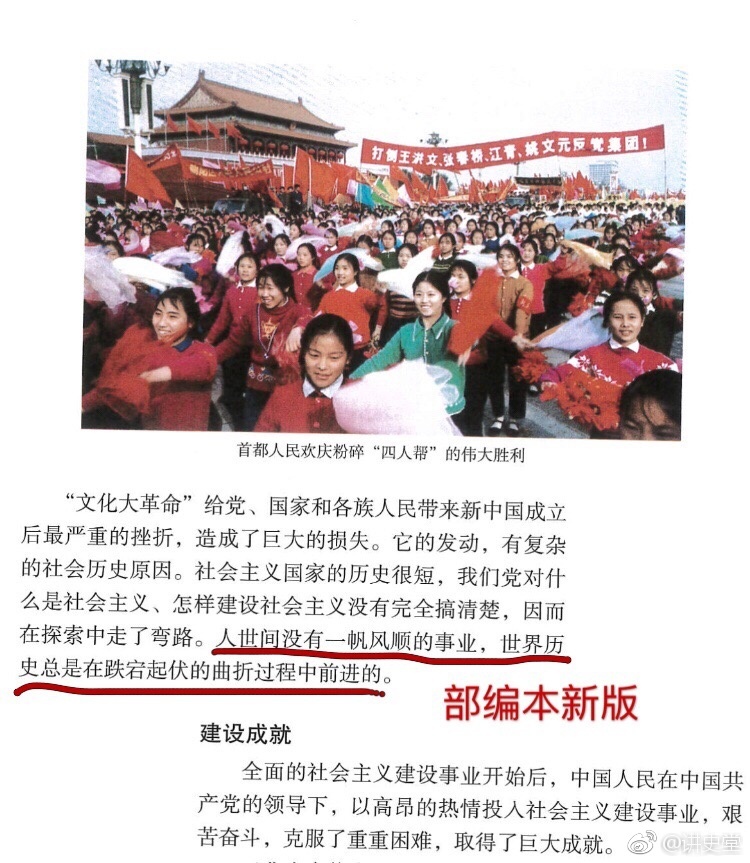 打倒王洪文、张春桥、江青、姚文元反党集团！
首都人民欢庆粉碎“四人帮”的伟大胜利
“文化大革命”给党、国家和各族人民带来新中国成立
后最严重的挫折，造成了巨大的损失。它的发动，有复杂
的社会历史原因。社会主义国家的历史很短，我们党对什
么是社会主义、怎样建设社会主义没有完全搞清楚，因而
在探索中走了弯路。人世间没有一帆风顺的事业，世界历
史总是在跌宕起伏的曲折过程中前进的。
部编本新版
建设成就
全面的社会主义建设事业开始后，中国人民在中国共
产党的领导下，以高昂的热情投入社会主义建设事业，艰
苦奋斗，克服了重重困难，取得了巨大成就。
@讲史堂